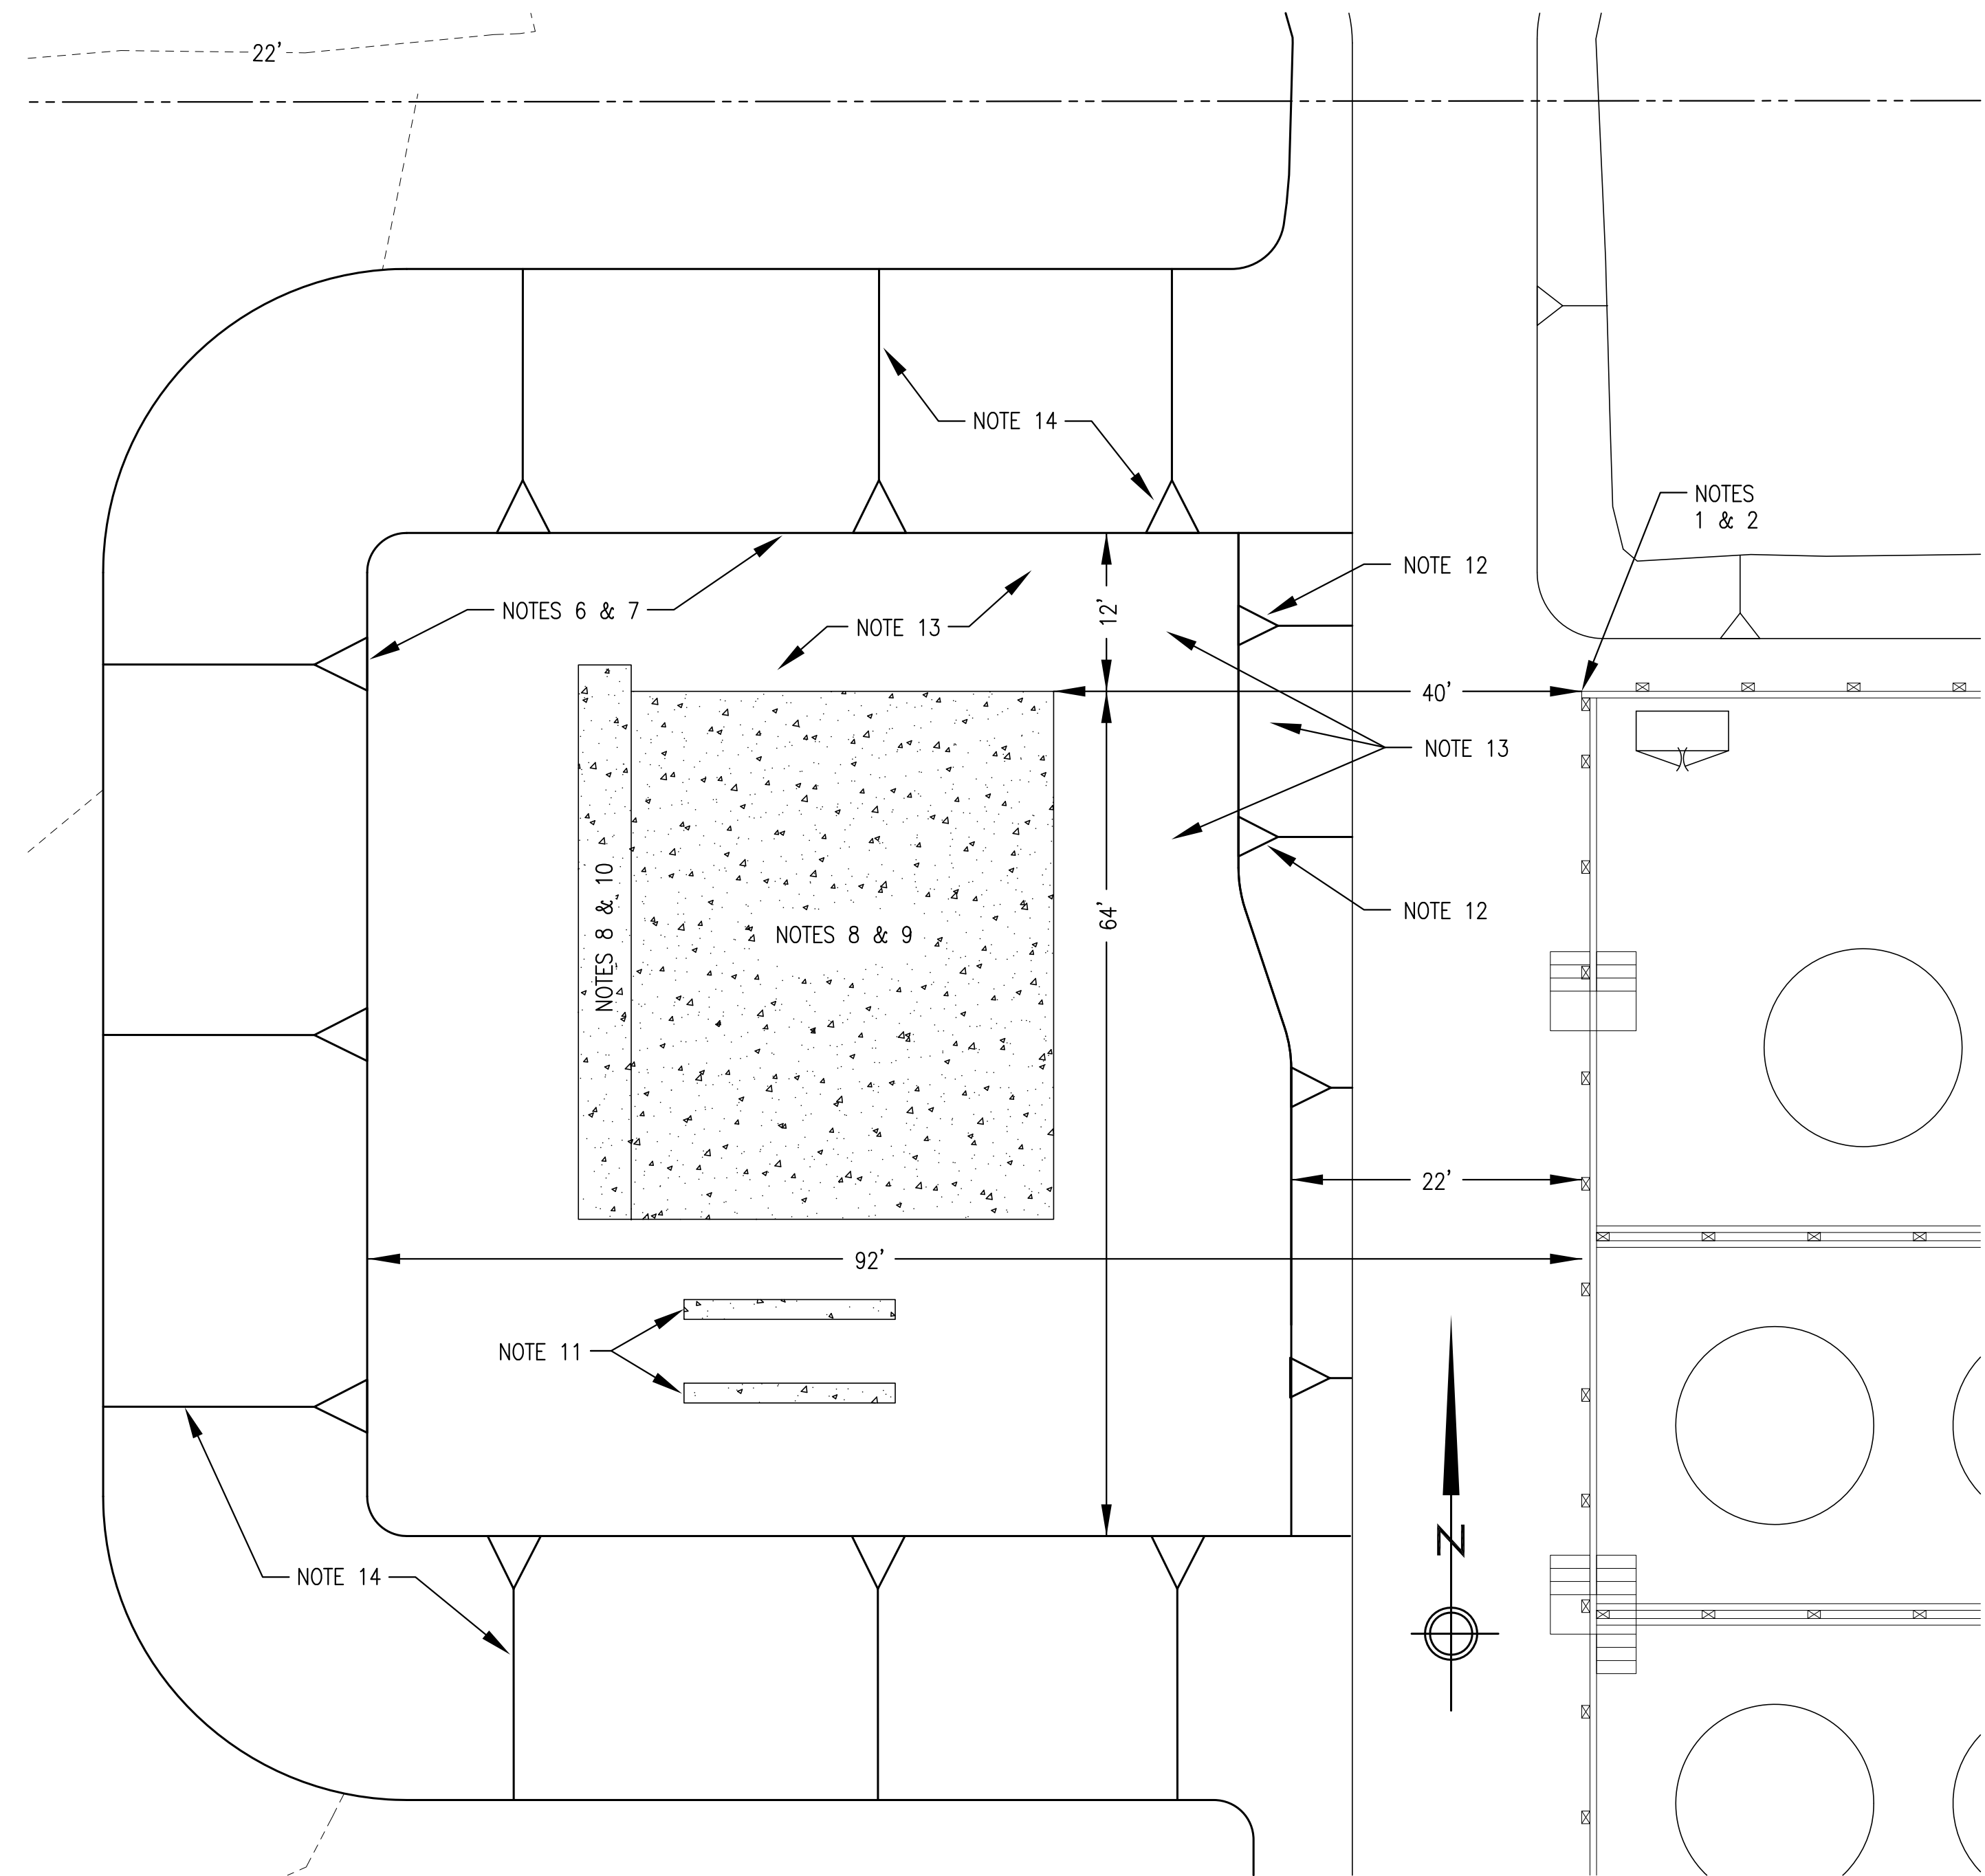 22'
NOTE 14
NOTES
1 & 2
NOTE 12
NOTES 6 & 7
NOTE 13
12'
40'
NOTE 13
NOTES 8 & 10
NOTES 8 & 9
64'
NOTE 12
22'
92'
NOTE 11
N
NOTE 14